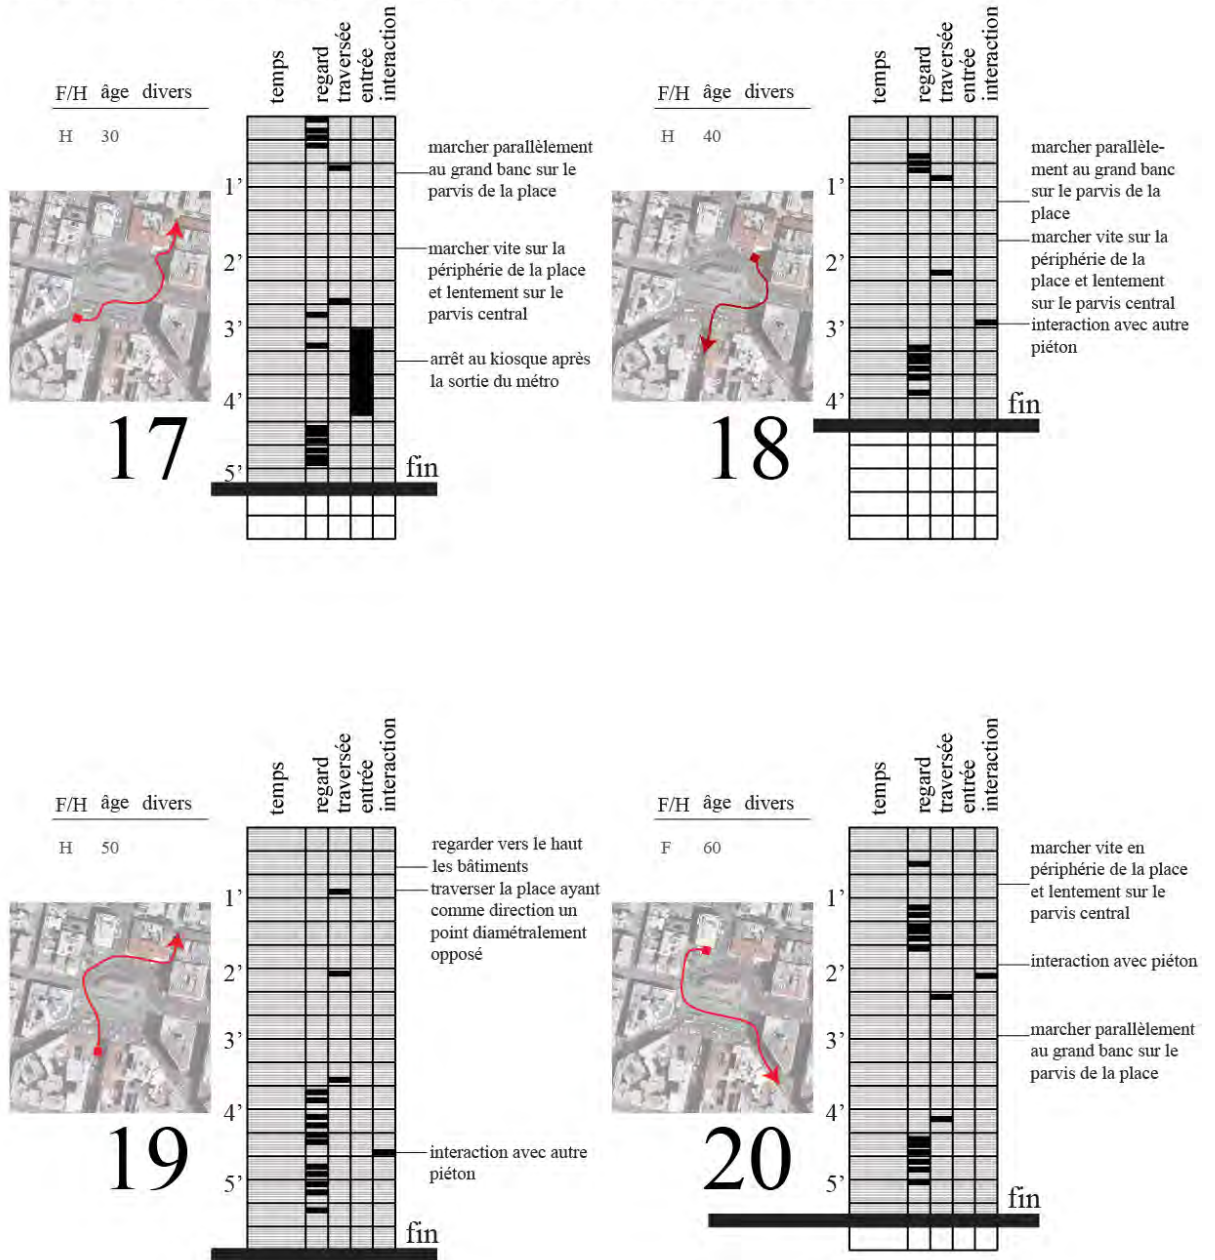 temps
regard
traversée
entrée
interaction
F/H âge divers
H 30
marcher parallèlement
au grand banc sur le
parvis de la place
marcher vite sur la
périphérie de la place
et lentement sur le
parvis central
arrêt au kiosque après
la sortie du métro
1’
2’
3’
4’
5’
fin
17
temps
regard
traversée
entrée
interaction
F/H âge divers
H 40
marcher parallèle-
ment au grand banc
sur le parvis de la
place
marcher vite sur la
périphérie de la
place et lentement
sur le parvis central
interaction avec autre
piéton
1’
2’
3’
4’
fin
18
temps
regard
traversée
entrée
interaction
F/H âge divers
H 50
regarder vers le haut
les bâtiments
traverser la place ayant
comme direction un
point diamétralement
opposé
interaction avec autre
piéton
1’
2’
3’
4’
5’
fin
19
temps
regard
traversée
entrée
interaction
F/H âge divers
F 60
marcher vite en
périphérie de la place
et lentement sur le
parvis central
interaction avec piéton
marcher parallèlement
au grand banc sur le
parvis de la place
1’
2’
3’
4’
5’
fin
20